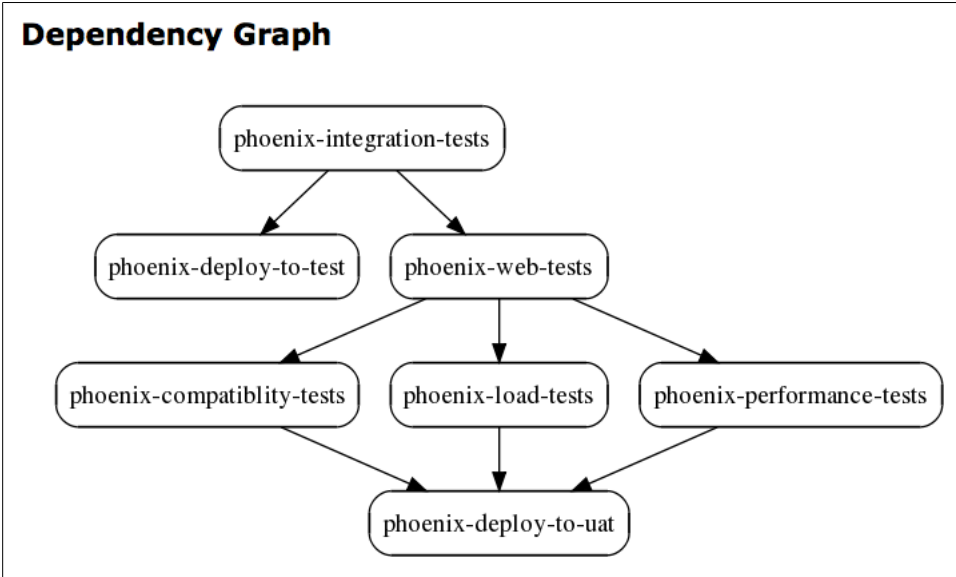 Dependency Graph
phoenix-integration-tests
phoenix-deploy-to-test
phoenix-web-tests
phoenix-compatiblity-tests
phoenix-load-tests
phoenix-performance-tests
phoenix-deploy-to-uat